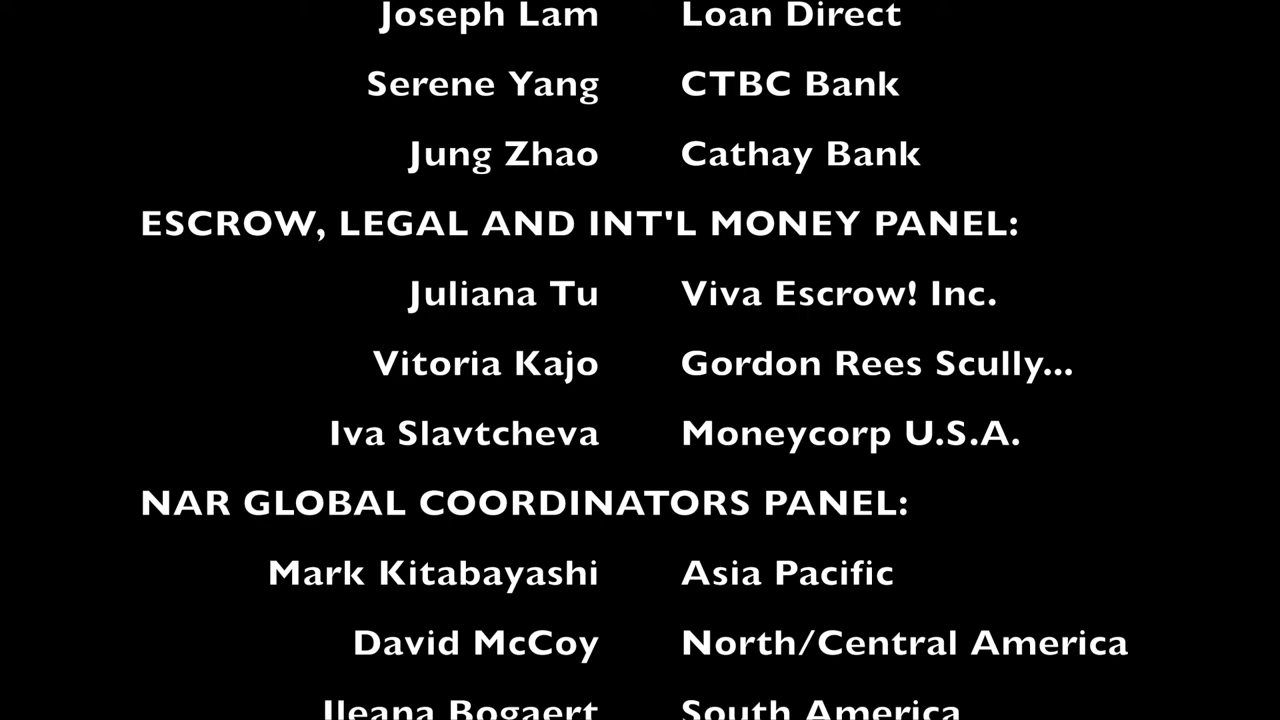 Joseph Lam Loan Direct
Serene Yang CTBC Bank
Jung Zhao Cathay Bank
ESCROW, LEGAL AND INT'L MONEY PANEL:
Juliana Tu Viva Escrow! Inc.
Vitoria Kajo Gordon Rees Scully...
Iva Slavtcheva Moneycorp U.S.A.
NAR GLOBAL COORDINATORS PANEL:
Mark Kitabayashi Asia Pacific
David McCoy North/Central America
Ileana Bogaert South America